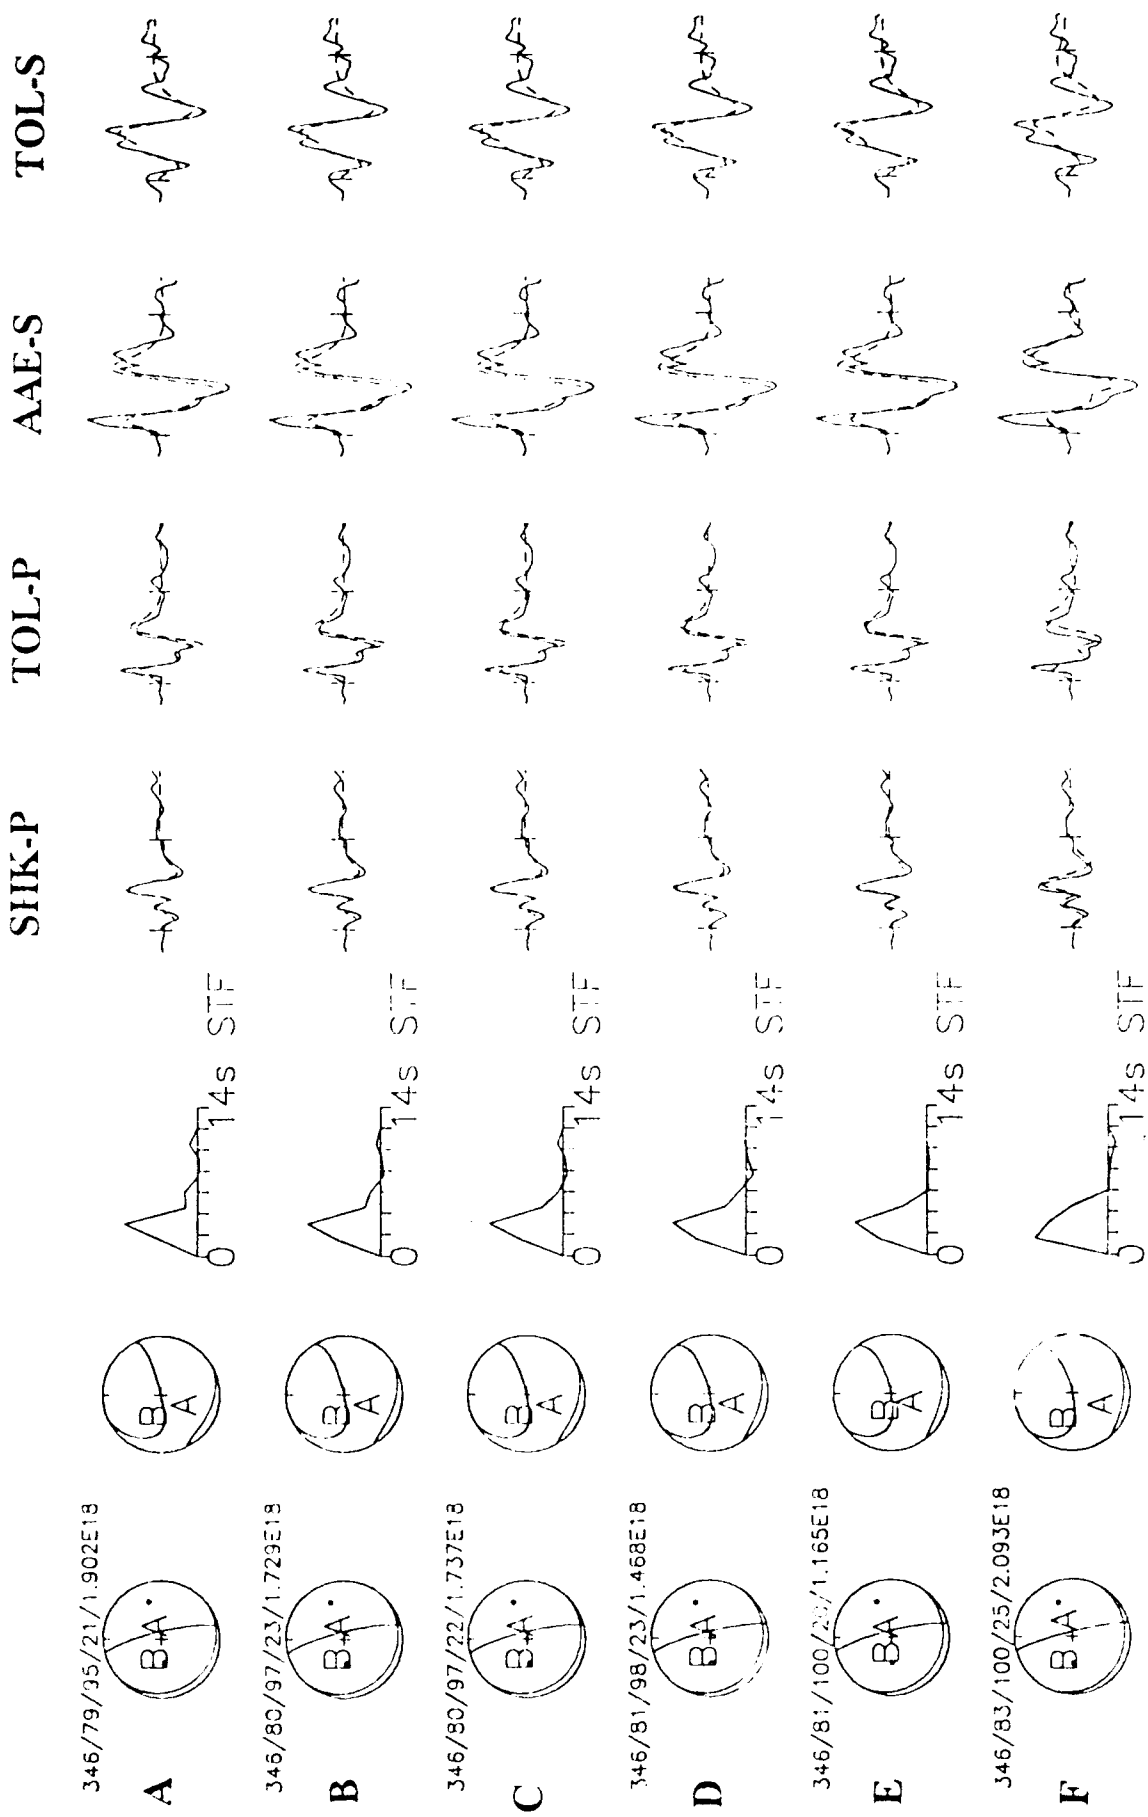 SHK-P TOL-P AAE-S TOL-S
346/79/95/21/1.902E18
A B A B A 0 14s STF
346/80/97/23/1.729E18
B B A B A 0 14s STF
346/80/97/22/1.737E18
C B A B A 0 14s STF
346/81/98/23/1.468E18
D B A B A 0 14s STF
346/81/100/20/1.165E18
E B A B A 0 14s STF
346/83/100/25/2.093E18
F B A B A 0 14s STF